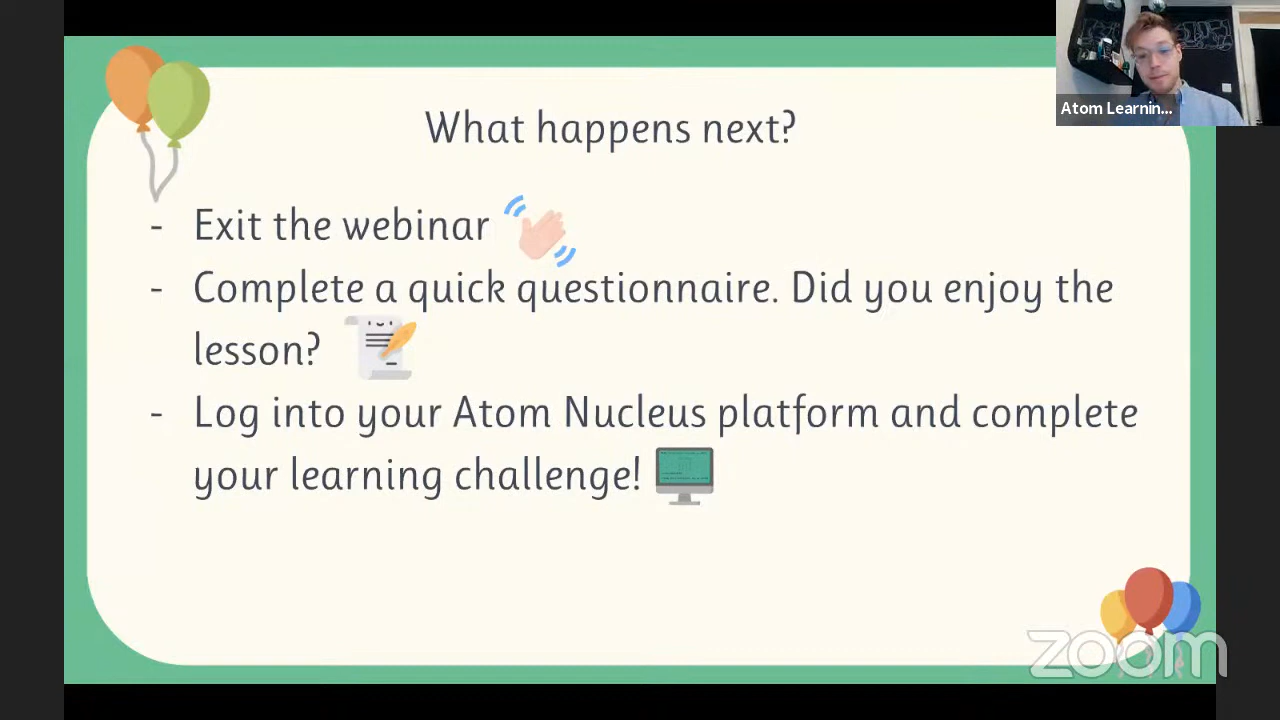 Atom Learnin...
What happens next?
- Exit the webinar
- Complete a quick questionnaire. Did you enjoy the
lesson?
- Log into your Atom Nucleus platform and complete
your learning challenge!
zoom